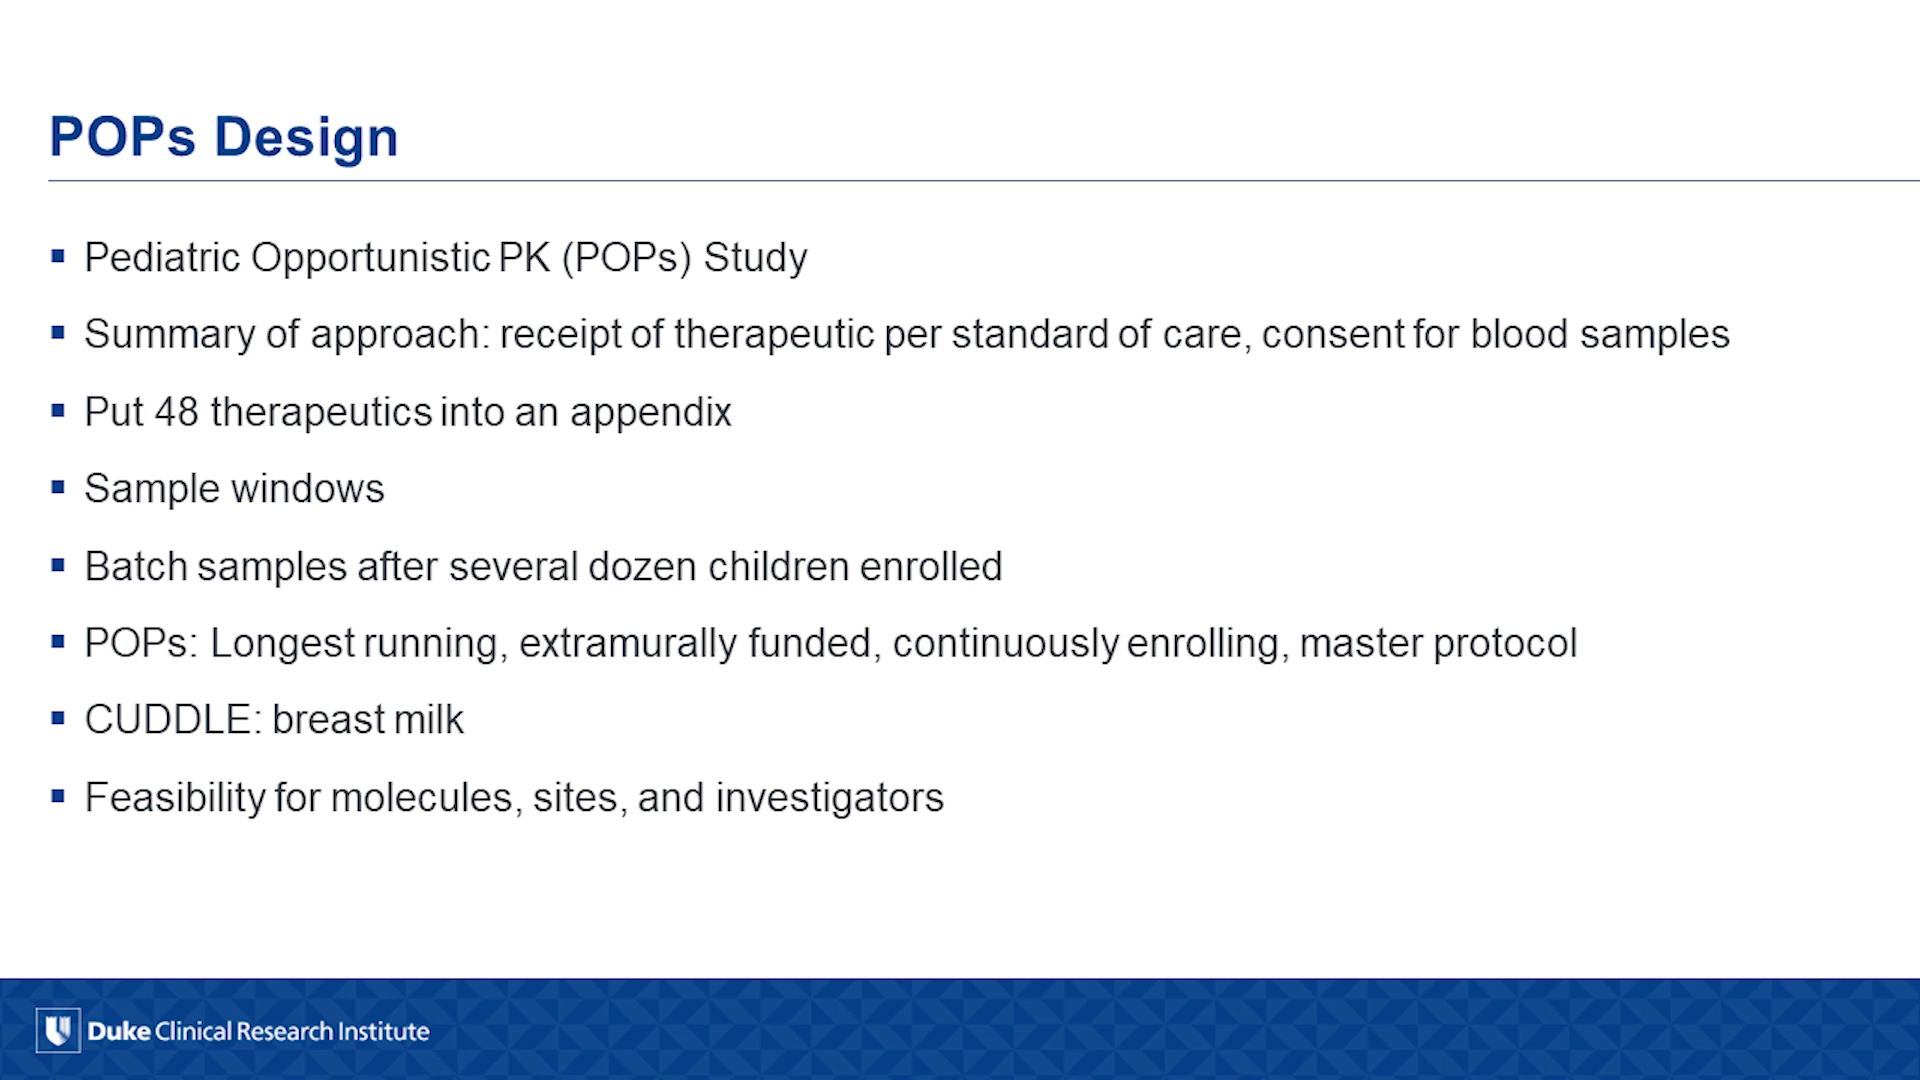 POPs Design
▪ Pediatric Opportunistic PK (POPs) Study
▪ Summary of approach: receipt of therapeutic per standard of care, consent for blood samples
▪ Put 48 therapeutics into an appendix
▪ Sample windows
▪ Batch samples after several dozen children enrolled
▪ POPs: Longest running, extramurally funded, continuously enrolling, master protocol
▪ CUDDLE: breast milk
▪ Feasibility for molecules, sites, and investigators
Duke Clinical Research Institute